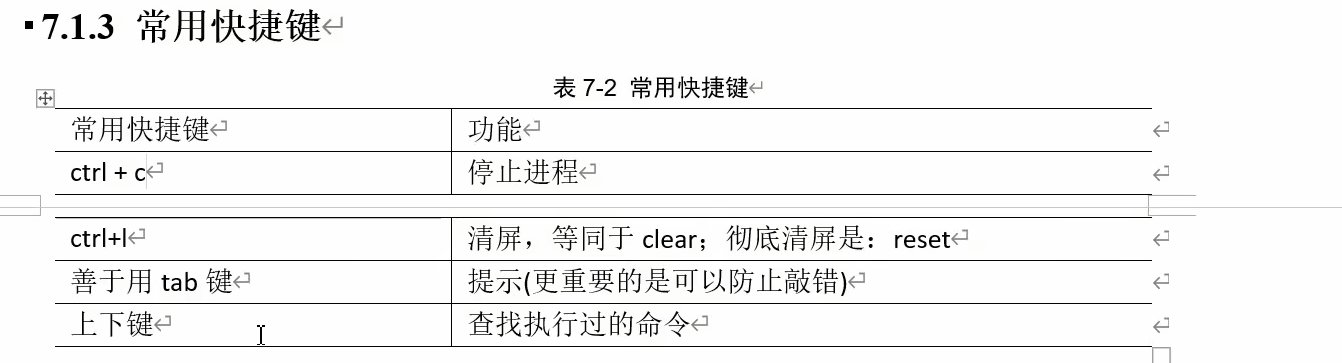 7.1.3 常用快捷键
表 7-2 常用快捷键
常用快捷键 功能
ctrl + c 停止进程
ctrl+l 清屏，等同于 clear；彻底清屏是：reset
善于用 tab 键 提示(更重要的是可以防止敲错)
上下键 查找执行过的命令